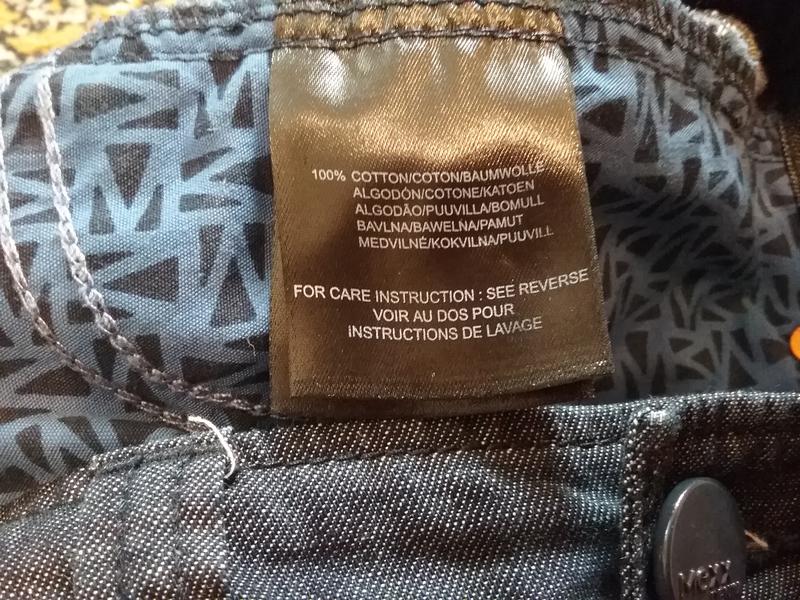 100% COTTON/COTON/BAUMWOLLE
ALGODÓN/COTONE/KATOEN
ALGODÃO/PUUVILLA/BOMULL
BAVLNA/BAWEŁNA/PAMUT
MEDVILNĖ/KOKVILNA/PUUVILL
FOR CARE INSTRUCTION : SEE REVERSE
VOIR AU DOS POUR
INSTRUCTIONS DE LAVAGE
Mexx